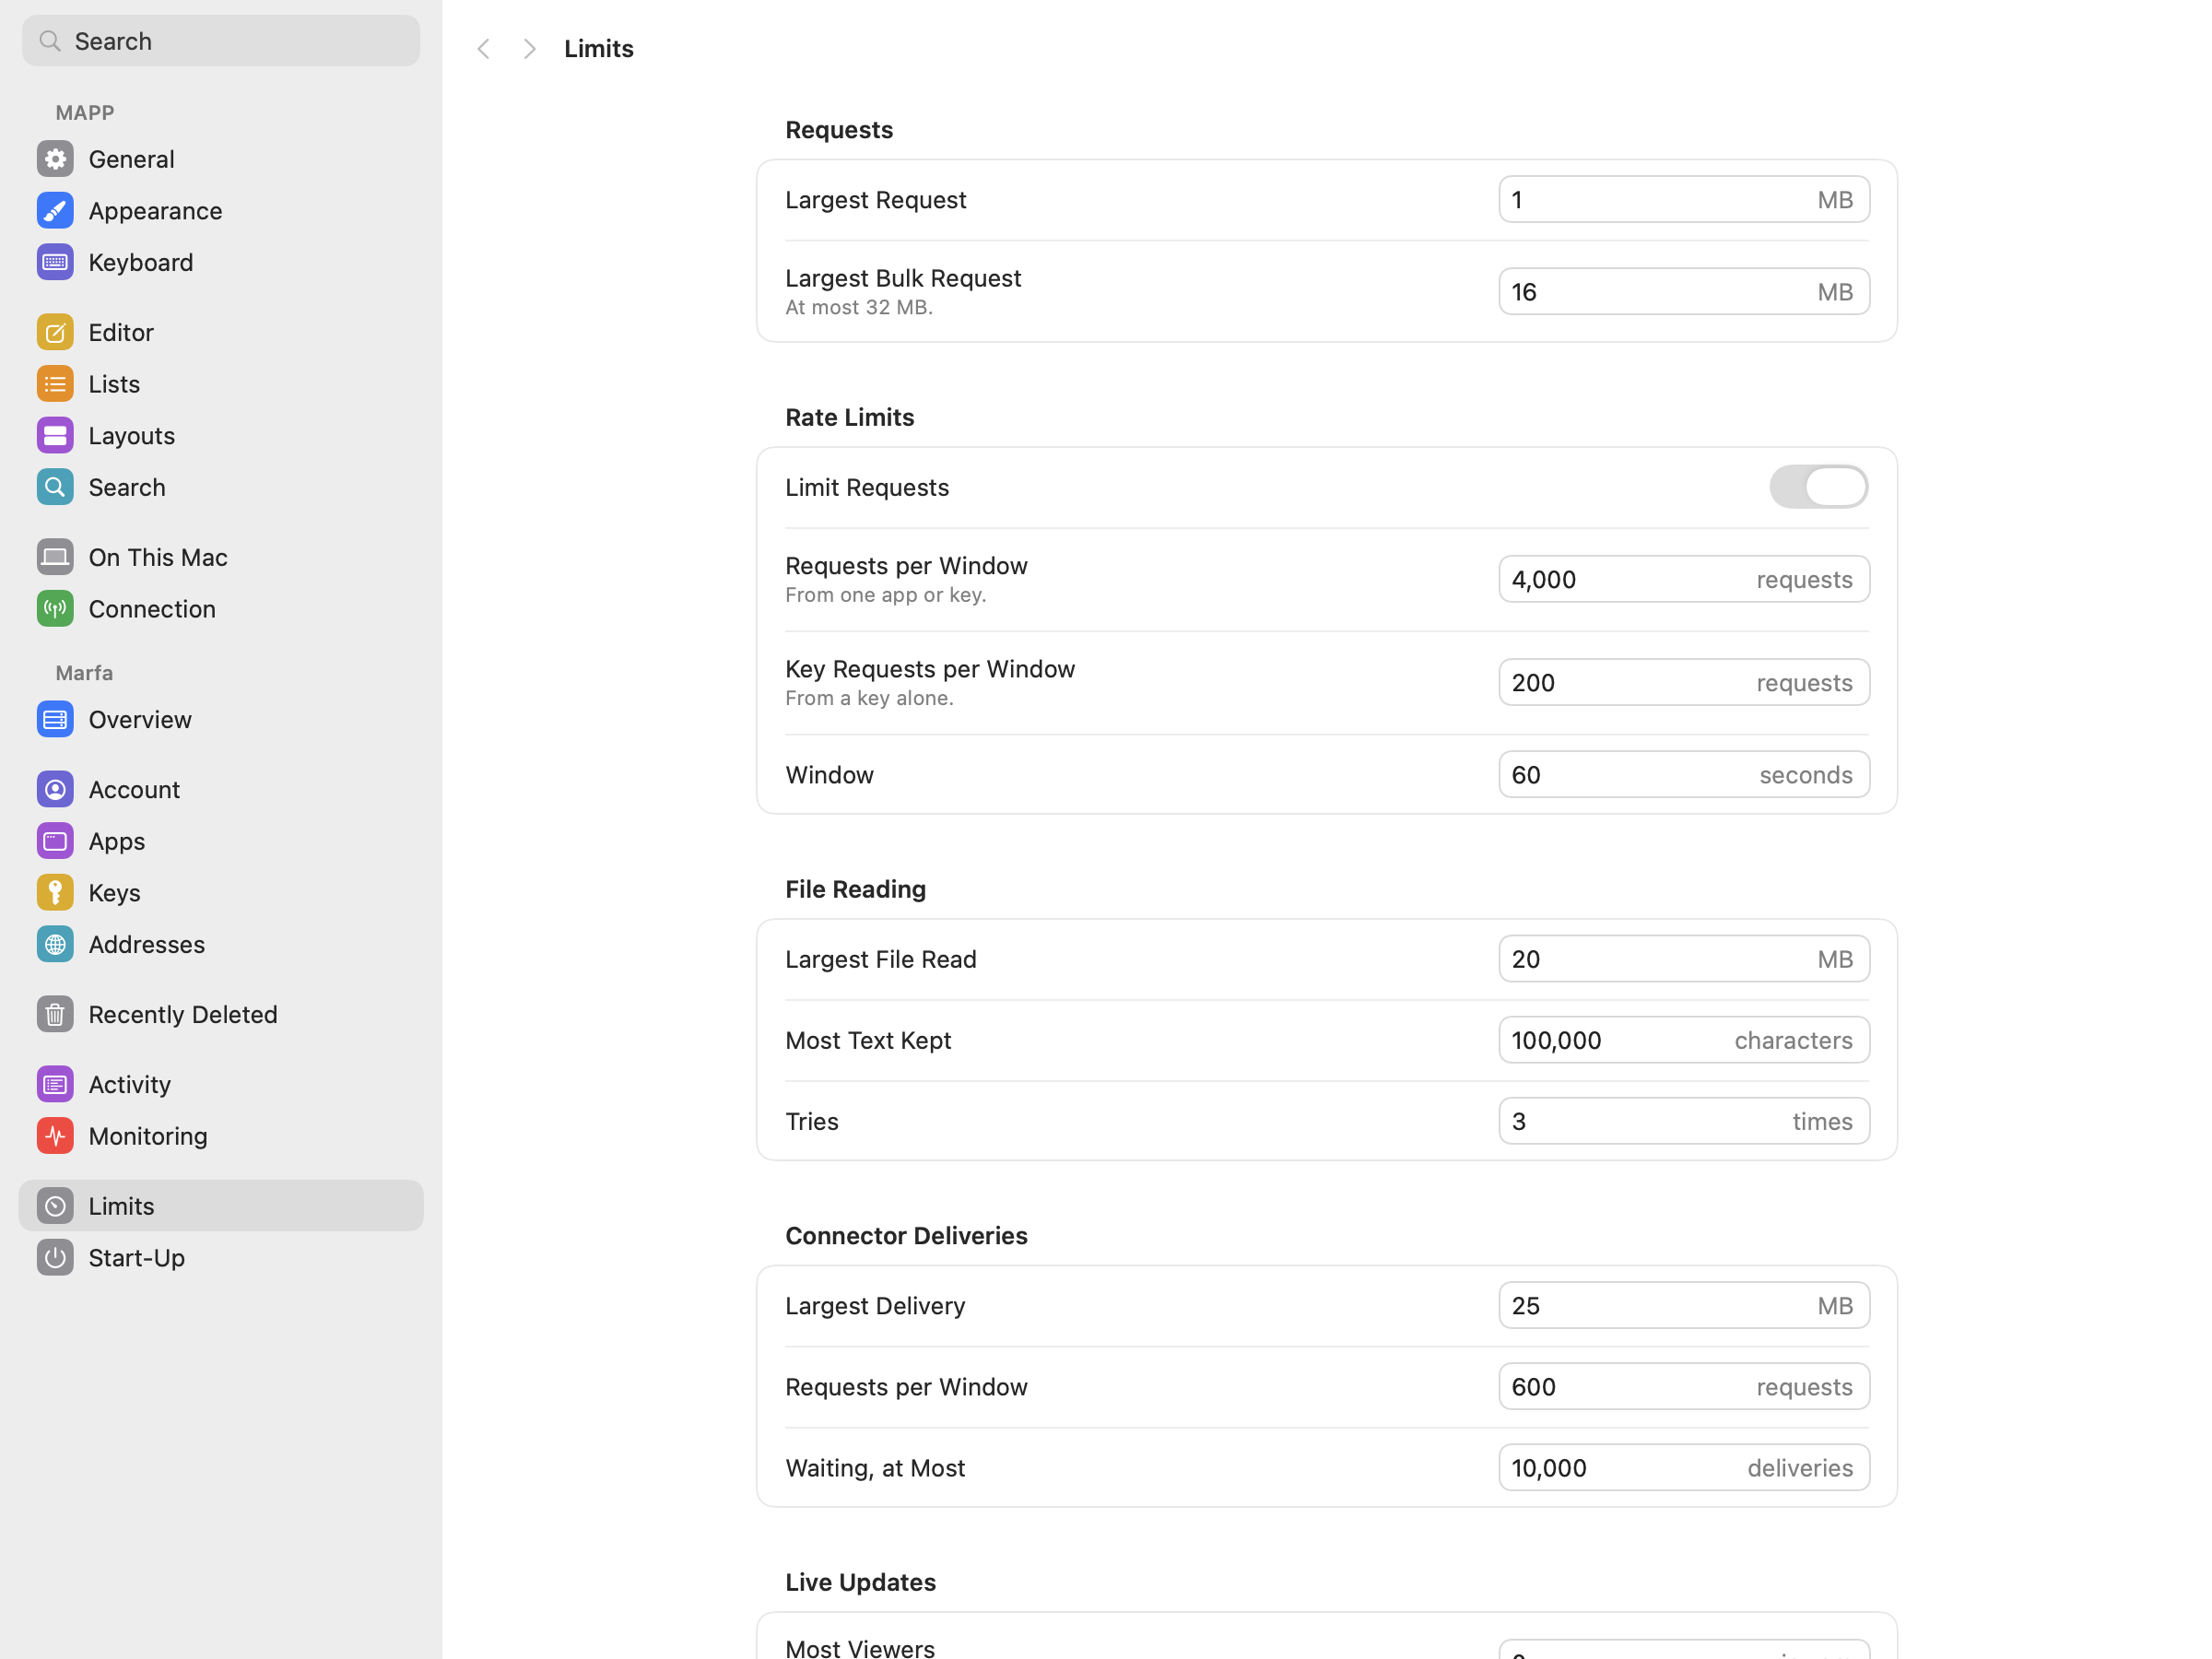 Search
MAPP
General
Appearance
Keyboard
Editor
Lists
Layouts
Search
On This Mac
Connection
Marfa
Overview
Account
Apps
Keys
Addresses
Recently Deleted
Activity
Monitoring
Limits
Start-Up
Limits
Requests
Largest Request 1 MB
Largest Bulk Request 16 MB
At most 32 MB.
Rate Limits
Limit Requests
Requests per Window 4,000 requests
From one app or key.
Key Requests per Window 200 requests
From a key alone.
Window 60 seconds
File Reading
Largest File Read 20 MB
Most Text Kept 100,000 characters
Tries 3 times
Connector Deliveries
Largest Delivery 25 MB
Requests per Window 600 requests
Waiting, at Most 10,000 deliveries
Live Updates
Most Viewers